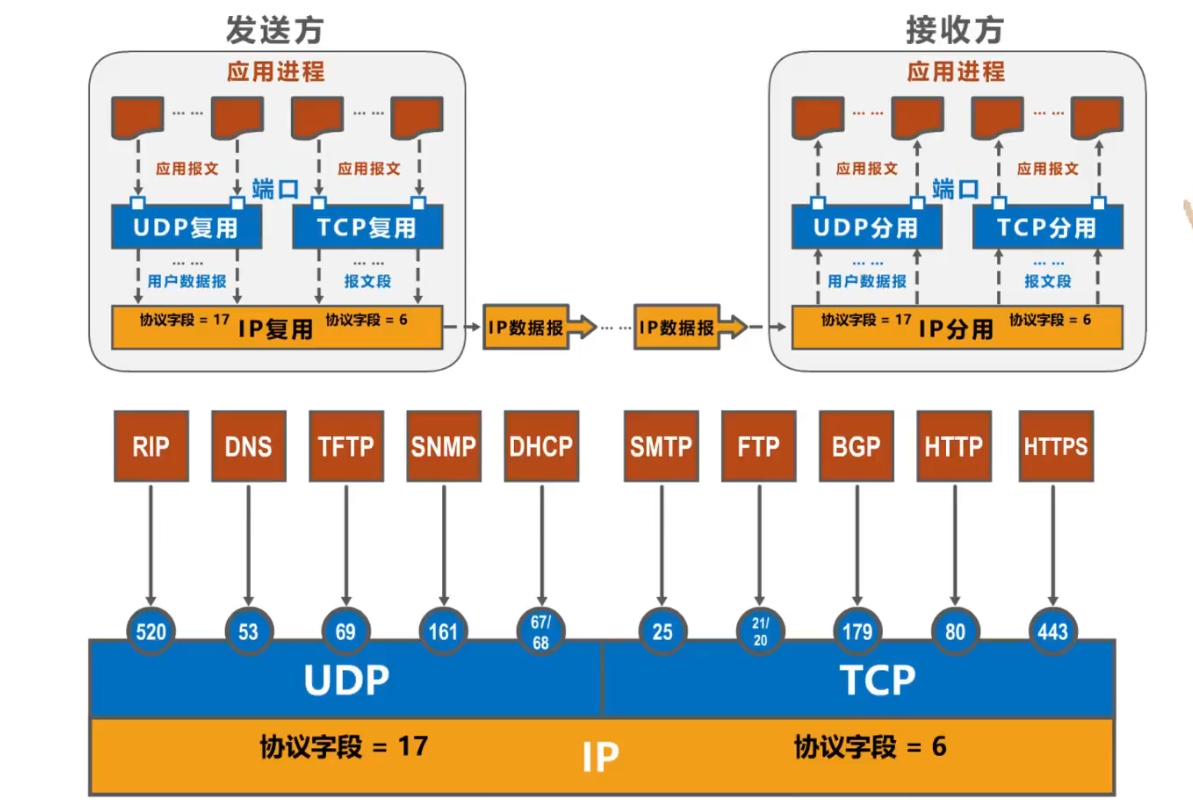 发送方
接收方
应用进程
应用进程
... ...
... ...
... ...
... ...
应用报文
应用报文
应用报文
应用报文
端口
端口
UDP复用
TCP复用
UDP分用
TCP分用
... ...
... ...
... ...
... ...
用户数据报
报文段
用户数据报
报文段
协议字段 = 17
IP复用
协议字段 = 6
IP数据报
... ...
IP数据报
协议字段 = 17
IP分用
协议字段 = 6
RIP
DNS
TFTP
SNMP
DHCP
SMTP
FTP
BGP
HTTP
HTTPS
520
53
69
161
67/
68
25
21/
20
179
80
443
UDP
TCP
协议字段 = 17
IP
协议字段 = 6